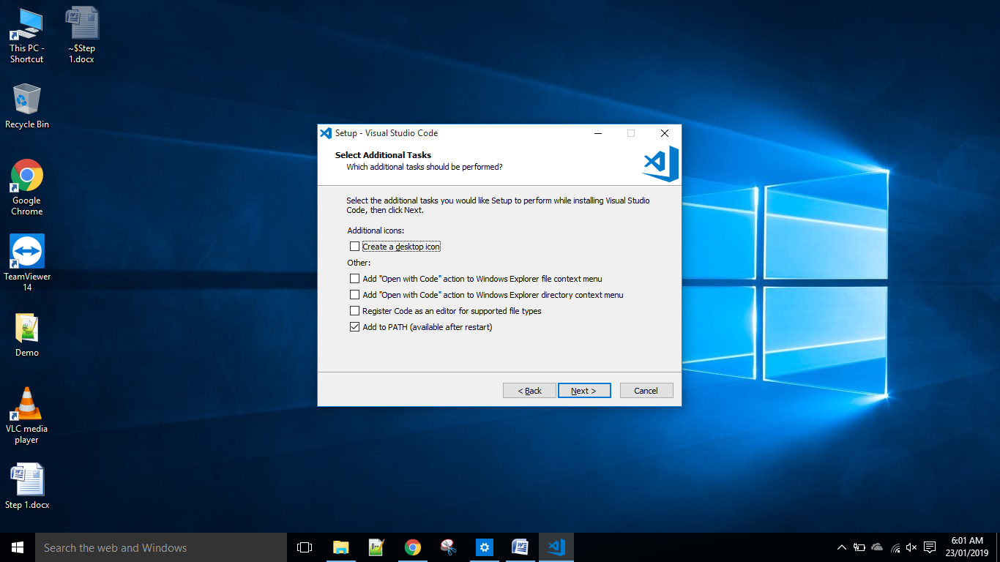 This PC -
Shortcut
~$Step
1.docx
Recycle Bin
Google
Chrome
TeamViewer
14
Demo
VLC media
player
Step 1.docx
Setup - Visual Studio Code
Select Additional Tasks
Which additional tasks should be performed?
Select the additional tasks you would like Setup to perform while installing Visual Studio
Code, then click Next.
Additional icons:
Create a desktop icon
Other:
Add "Open with Code" action to Windows Explorer file context menu
Add "Open with Code" action to Windows Explorer directory context menu
Register Code as an editor for supported file types
Add to PATH (available after restart)
< Back
Next >
Cancel
Search the web and Windows
6:01 AM
23/01/2019